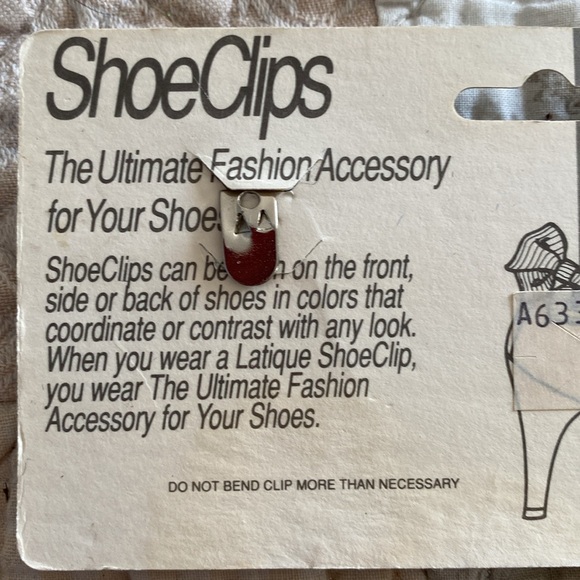 ShoeClips
The Ultimate Fashion Accessory
for Your Shoe
ShoeClips can be on the front,
side or back of shoes in colors that
coordinate or contrast with any look.
When you wear a Latique ShoeClip,
you wear The Ultimate Fashion
Accessory for Your Shoes.
A633
DO NOT BEND CLIP MORE THAN NECESSARY